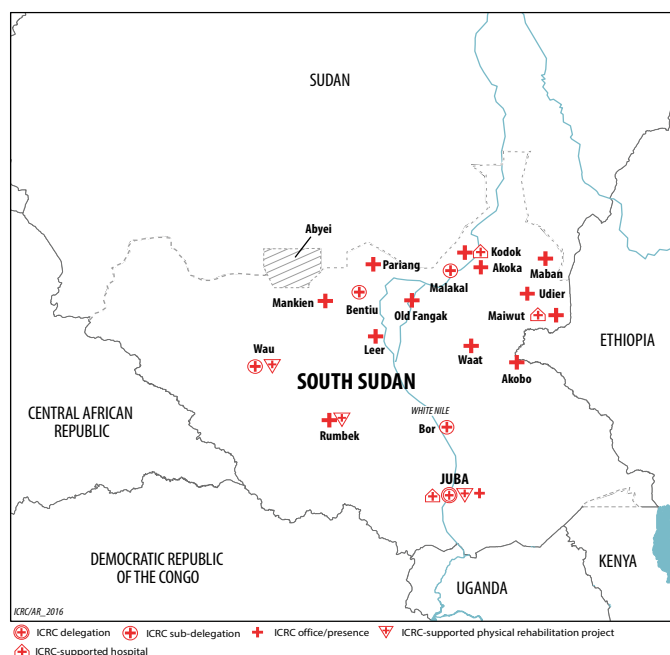 SUDAN
Abyei
Kodok
Pariang
Akoka
Maban
Malakal
Mankien
Bentiu
Old Fangak
Udier
Maiwut
Leer
Waat
ETHIOPIA
Wau
Akobo
SOUTH SUDAN
CENTRAL AFRICAN
REPUBLIC
WHITE NILE
Rumbek
Bor
JUBA
DEMOCRATIC REPUBLIC
OF THE CONGO
KENYA
UGANDA
ICRC/AR_2016
ICRC delegation
ICRC sub-delegation
ICRC office/presence
ICRC-supported physical rehabilitation project
ICRC-supported hospital